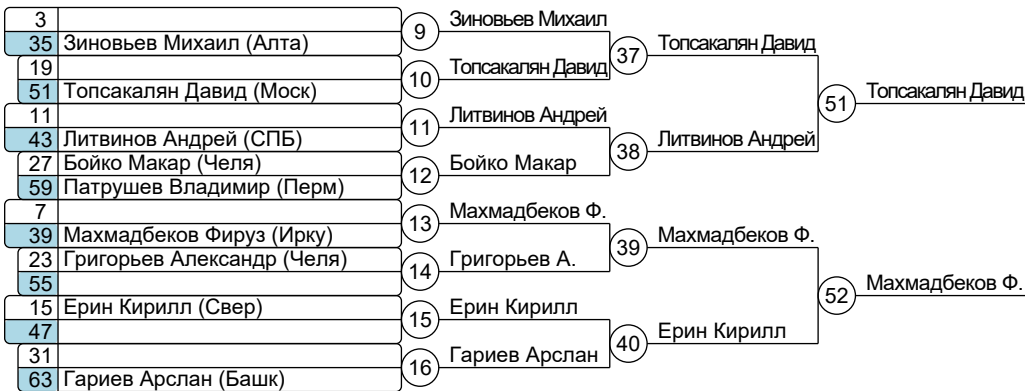 3
35 Зиновьев Михаил (Алта)
19
51 Топсакалян Давид (Моск)
11
43 Литвинов Андрей (СПБ)
27 Бойко Макар (Челя)
59 Патрушев Владимир (Перм)
7
39 Махмадбеков Фируз (Ирку)
23 Григорьев Александр (Челя)
55
15 Ерин Кирилл (Свер)
47
31
63 Гариев Арслан (Башк)
9 Зиновьев Михаил
10 Топсакалян Давид
11 Литвинов Андрей
12 Бойко Макар
13 Махмадбеков Ф.
14 Григорьев А.
15 Ерин Кирилл
16 Гариев Арслан
37 Топсакалян Давид
38 Литвинов Андрей
39 Махмадбеков Ф.
40 Ерин Кирилл
51 Топсакалян Давид
52 Махмадбеков Ф.